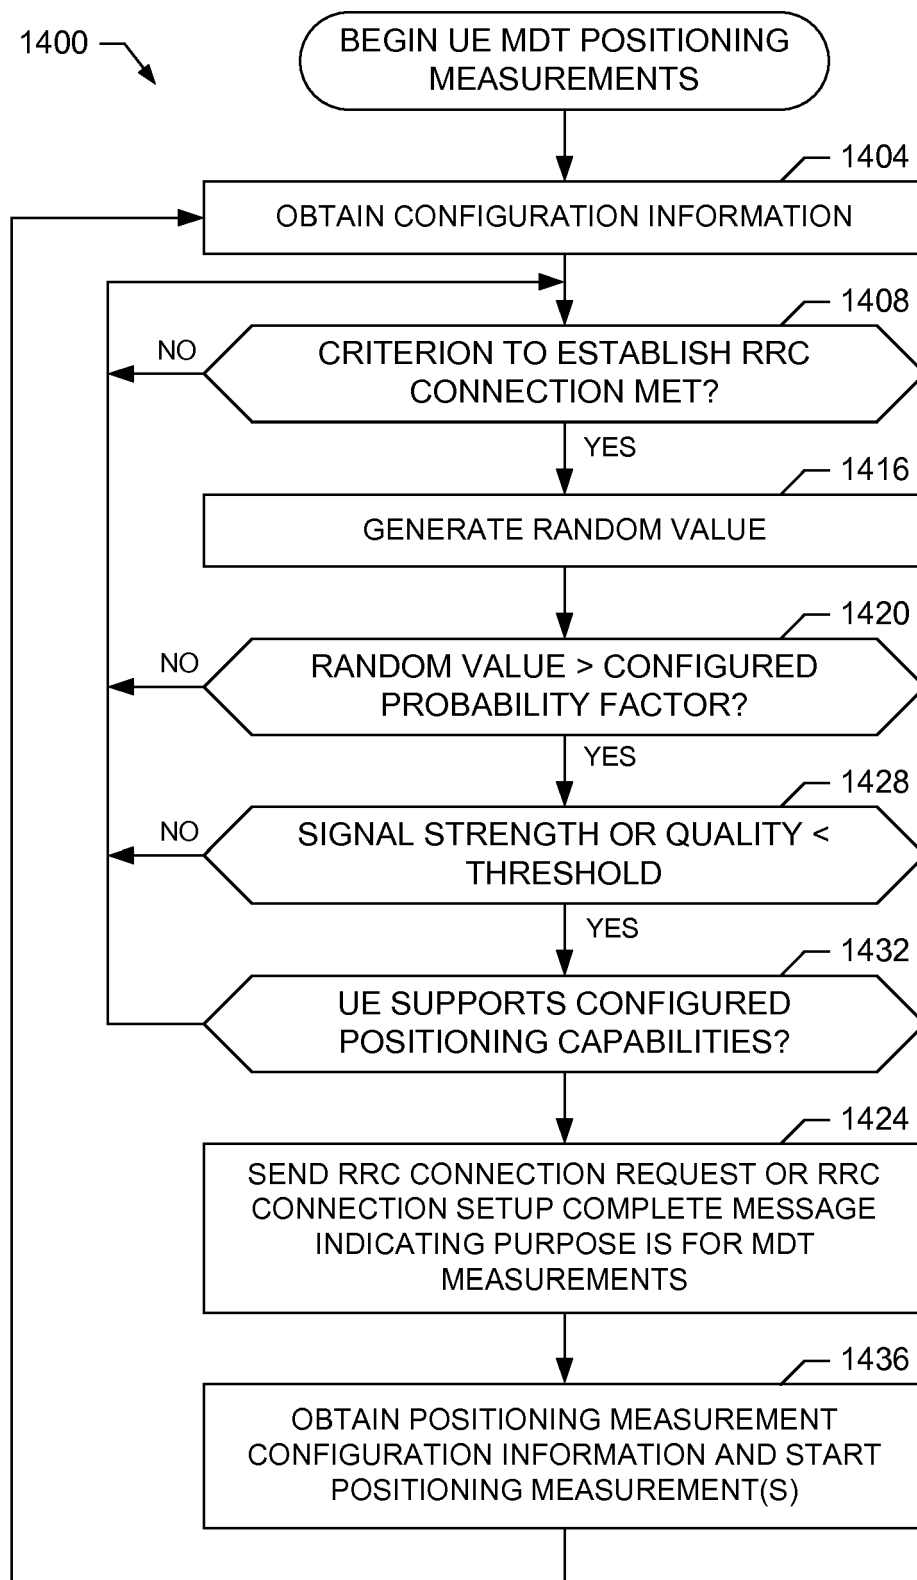 1400
BEGIN UE MDT POSITIONING
MEASUREMENTS
1404
OBTAIN CONFIGURATION INFORMATION
1408
CRITERION TO ESTABLISH RRC
CONNECTION MET?
NO
YES
1416
GENERATE RANDOM VALUE
1420
RANDOM VALUE > CONFIGURED
PROBABILITY FACTOR?
NO
YES
1428
SIGNAL STRENGTH OR QUALITY <
THRESHOLD
NO
YES
1432
UE SUPPORTS CONFIGURED
POSITIONING CAPABILITIES?
1424
SEND RRC CONNECTION REQUEST OR RRC
CONNECTION SETUP COMPLETE MESSAGE
INDICATING PURPOSE IS FOR MDT
MEASUREMENTS
1436
OBTAIN POSITIONING MEASUREMENT
CONFIGURATION INFORMATION AND START
POSITIONING MEASUREMENT(S)